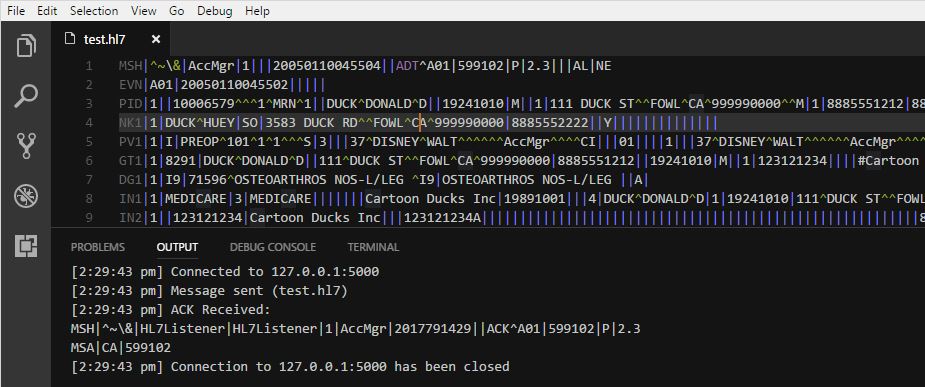 File Edit Selection View Go Debug Help
test.hl7 ×
1 MSH|^~\&|AccMgr|1|||20050110045504||ADT^A01|599102|P|2.3|||AL|NE
2 EVN|A01|20050110045502|||||
3 PID|1||10006579^^^1^MRN^1||DUCK^DONALD^D||19241010|M||1|111 DUCK ST^^FOWL^CA^999990000^^M|1|8885551212|8
4 NK1|1|DUCK^HUEY|SO|3583 DUCK RD^^FOWL^CA^999990000|8885552222||Y||||||||||||||
5 PV1|1|I|PREOP^101^1^1^^^S|3|||37^DISNEY^WALT^^^^^^AccMgr^^^^CI|||01||||1|||37^DISNEY^WALT^^^^^^AccMgr^^
6 GT1|1|8291|DUCK^DONALD^D||111^DUCK ST^^FOWL^CA^999990000|8885551212||19241010|M||1|123121234||||#Cartoon
7 DG1|1|I9|71596^OSTEOARTHROS NOS-L/LEG ^I9|OSTEOARTHROS NOS-L/LEG ||A|
8 IN1|1|MEDICARE|3|MEDICARE|||||||Cartoon Ducks Inc|19891001|||4|DUCK^DONALD^D|1|19241010|111^DUCK ST^^FOWL
9 IN2|1||123121234|Cartoon Ducks Inc|||123121234A||||||||||||||||||||||||||||||||||||||||||||||||||||||||||8
PROBLEMS OUTPUT DEBUG CONSOLE TERMINAL
[2:29:43 pm] Connected to 127.0.0.1:5000
[2:29:43 pm] Message sent (test.hl7)
[2:29:43 pm] ACK Received:
MSH|^~\&|HL7Listener|HL7Listener|1|AccMgr|2017791429||ACK^A01|599102|P|2.3
MSA|CA|599102
[2:29:43 pm] Connection to 127.0.0.1:5000 has been closed